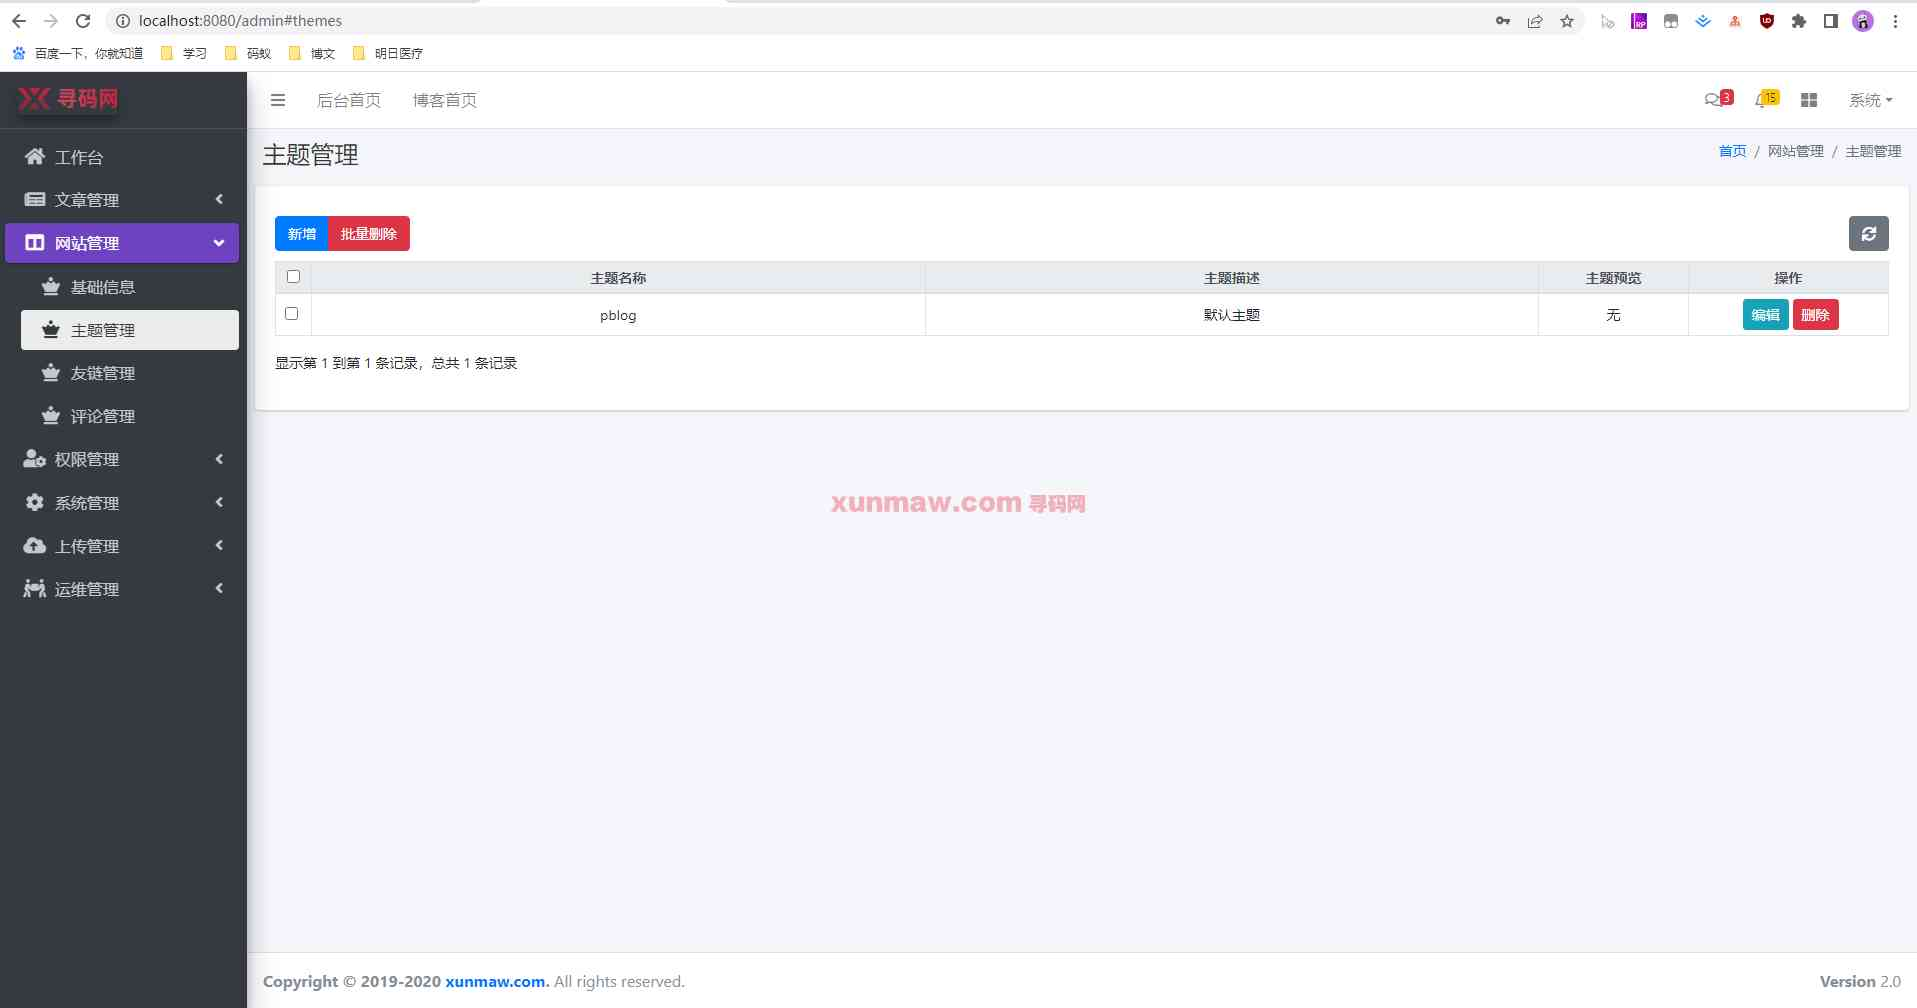 localhost:8080/admin#themes
百度一下，你就知道 学习 码蚁 博文 明日医疗
寻码网
后台首页 博客首页 3 15 系统
主题管理
首页 / 网站管理 / 主题管理
工作台
文章管理
网站管理
基础信息
主题管理
友链管理
评论管理
权限管理
系统管理
上传管理
运维管理
新增 批量删除
主题名称 主题描述 主题预览 操作
pblog 默认主题 无 编辑 删除
显示第 1 到第 1 条记录，总共 1 条记录
xunmaw.com 寻码网
Copyright © 2019-2020 xunmaw.com. All rights reserved.
Version 2.0